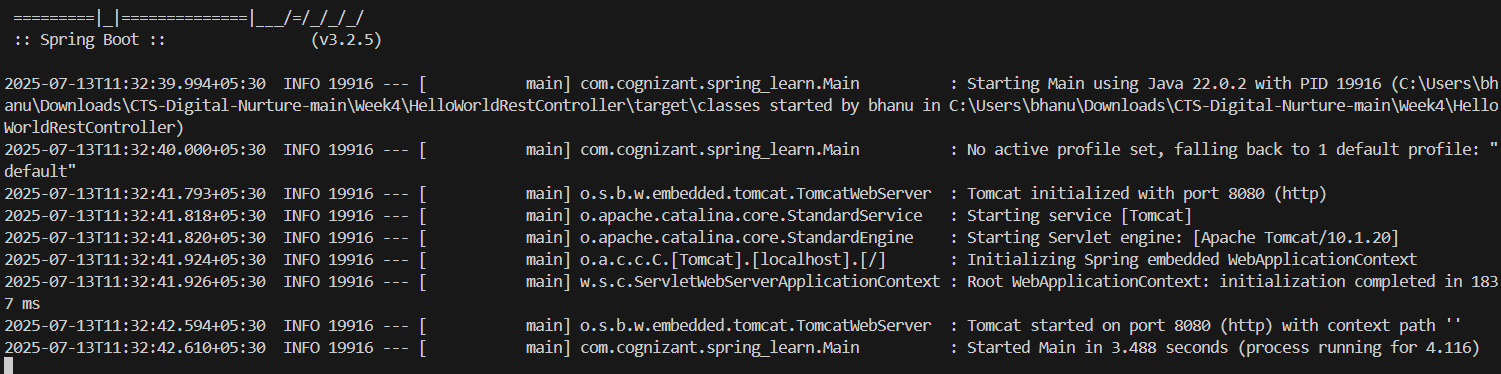 =========|_|==============|___/=/_/_/_/
:: Spring Boot ::                (v3.2.5)
2025-07-13T11:32:39.994+05:30  INFO 19916 --- [           main] com.cognizant.spring_learn.Main          : Starting Main using Java 22.0.2 with PID 19916 (C:\Users\bh
anu\Downloads\CTS-Digital-Nurture-main\Week4\HelloWorldRestController\target\classes started by bhanu in C:\Users\bhanu\Downloads\CTS-Digital-Nurture-main\Week4\Hello
WorldRestController)
2025-07-13T11:32:40.000+05:30  INFO 19916 --- [           main] com.cognizant.spring_learn.Main          : No active profile set, falling back to 1 default profile: "
default"
2025-07-13T11:32:41.793+05:30  INFO 19916 --- [           main] o.s.b.w.embedded.tomcat.TomcatWebServer  : Tomcat initialized with port 8080 (http)
2025-07-13T11:32:41.818+05:30  INFO 19916 --- [           main] o.apache.catalina.core.StandardService   : Starting service [Tomcat]
2025-07-13T11:32:41.820+05:30  INFO 19916 --- [           main] o.apache.catalina.core.StandardEngine    : Starting Servlet engine: [Apache Tomcat/10.1.20]
2025-07-13T11:32:41.924+05:30  INFO 19916 --- [           main] o.a.c.c.C.[Tomcat].[localhost].[/]       : Initializing Spring embedded WebApplicationContext
2025-07-13T11:32:41.926+05:30  INFO 19916 --- [           main] w.s.c.ServletWebServerApplicationContext : Root WebApplicationContext: initialization completed in 183
7 ms
2025-07-13T11:32:42.594+05:30  INFO 19916 --- [           main] o.s.b.w.embedded.tomcat.TomcatWebServer  : Tomcat started on port 8080 (http) with context path ''
2025-07-13T11:32:42.610+05:30  INFO 19916 --- [           main] com.cognizant.spring_learn.Main          : Started Main in 3.488 seconds (process running for 4.116)